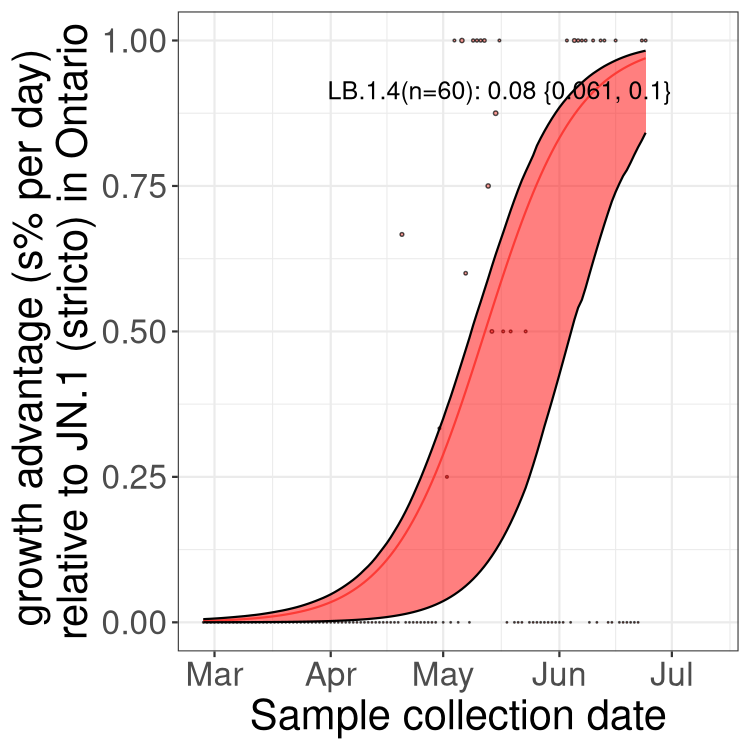 growth advantage (s% per day)
relative to JN.1 (stricto) in Ontario
1.00
0.75
0.50
0.25
0.00
LB.1.4(n=60): 0.08 {0.061, 0.1}
Mar Apr May Jun Jul
Sample collection date